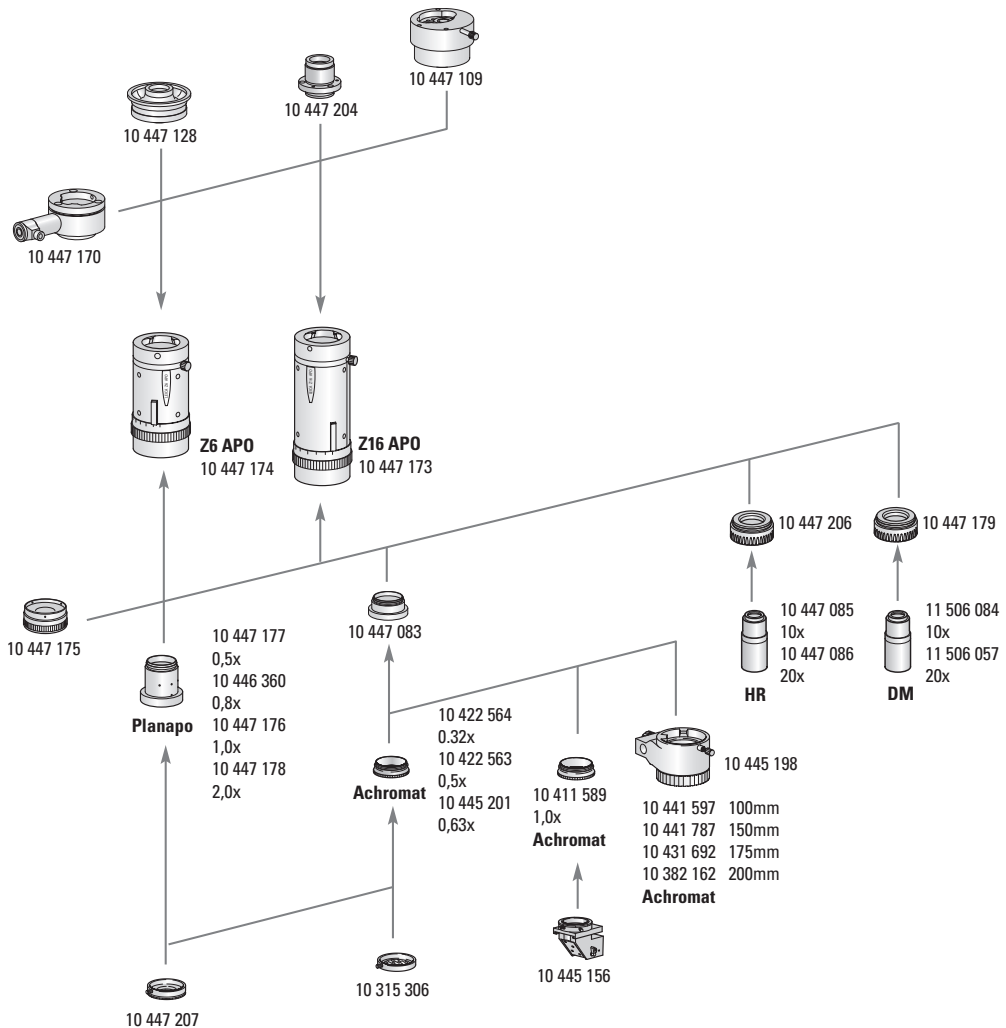 10 447 109
10 447 204
10 447 128
10 447 170
Z6 APO
10 447 174
Z16 APO
10 447 173
10 447 206
10 447 179
10 447 175
10 447 177
0,5x
10 446 360
0,8x
10 447 176
1,0x
10 447 178
2,0x
Planapo
10 447 083
10 447 085
10x
10 447 086
20x
HR
11 506 084
10x
11 506 057
20x
DM
10 422 564
0.32x
10 422 563
0,5x
10 445 201
0,63x
Achromat
10 411 589
1,0x
Achromat
10 445 198
10 441 597 100mm
10 441 787 150mm
10 431 692 175mm
10 382 162 200mm
Achromat
10 445 156
10 315 306
10 447 207